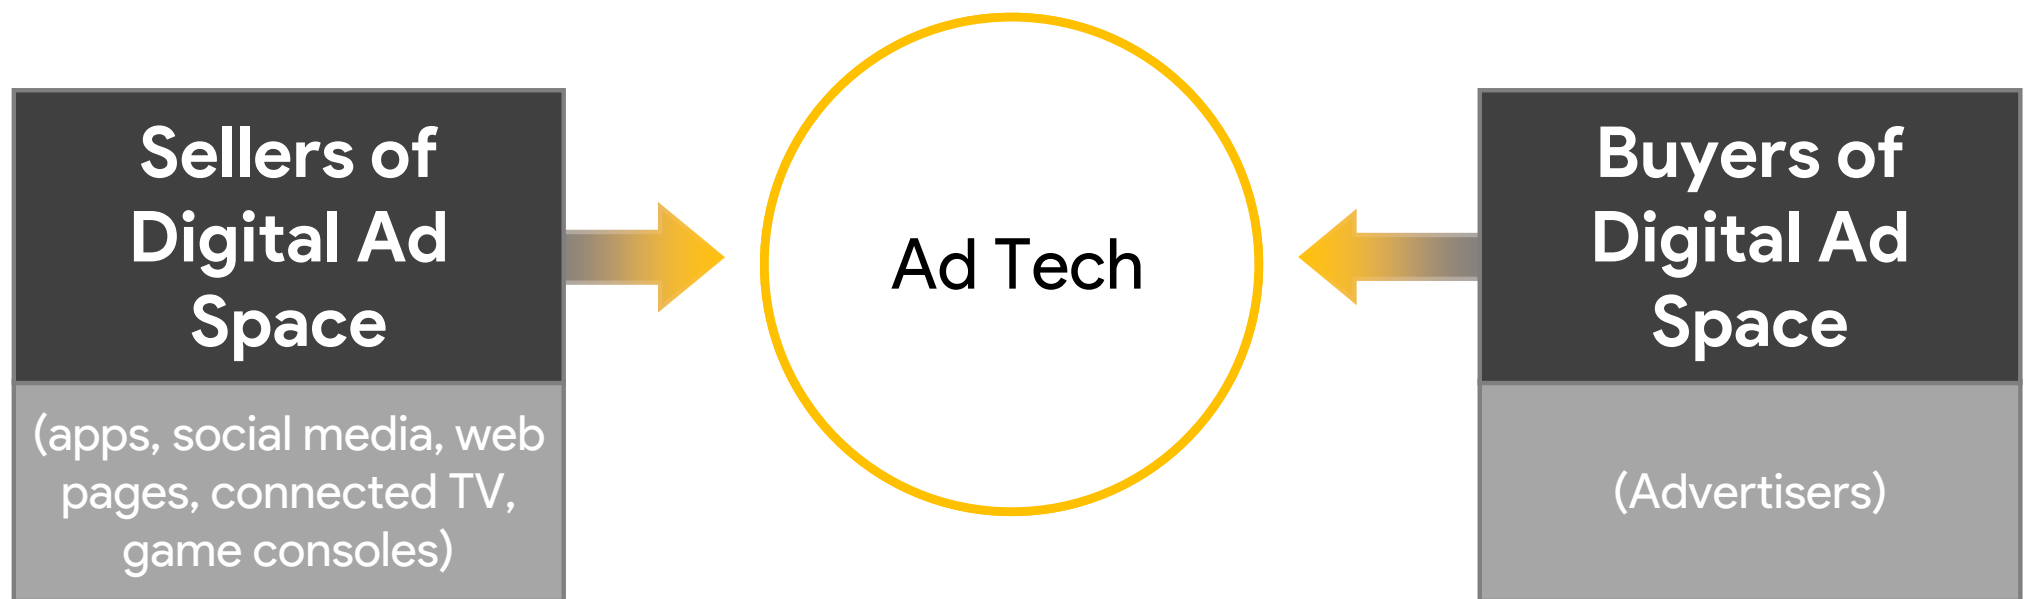 Sellers of
Digital Ad
Space
(apps, social media, web
pages, connected TV,
game consoles)
Ad Tech
Buyers of
Digital Ad
Space
(Advertisers)